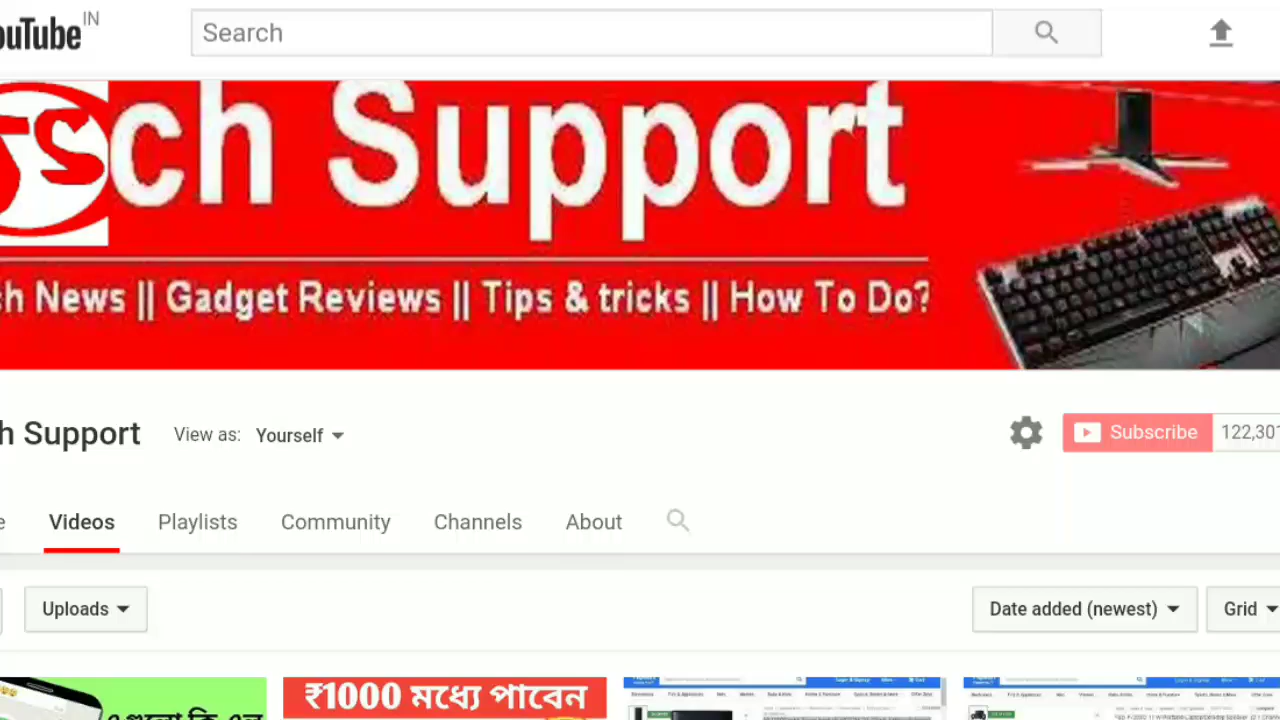 ouTube IN
Search
ch Support
h News || Gadget Reviews || Tips & tricks || How To Do?
h Support
View as: Yourself
Subscribe 122,301
e Videos Playlists Community Channels About
Uploads
Date added (newest)
Grid
₹1000 মধ্যে পাবেন